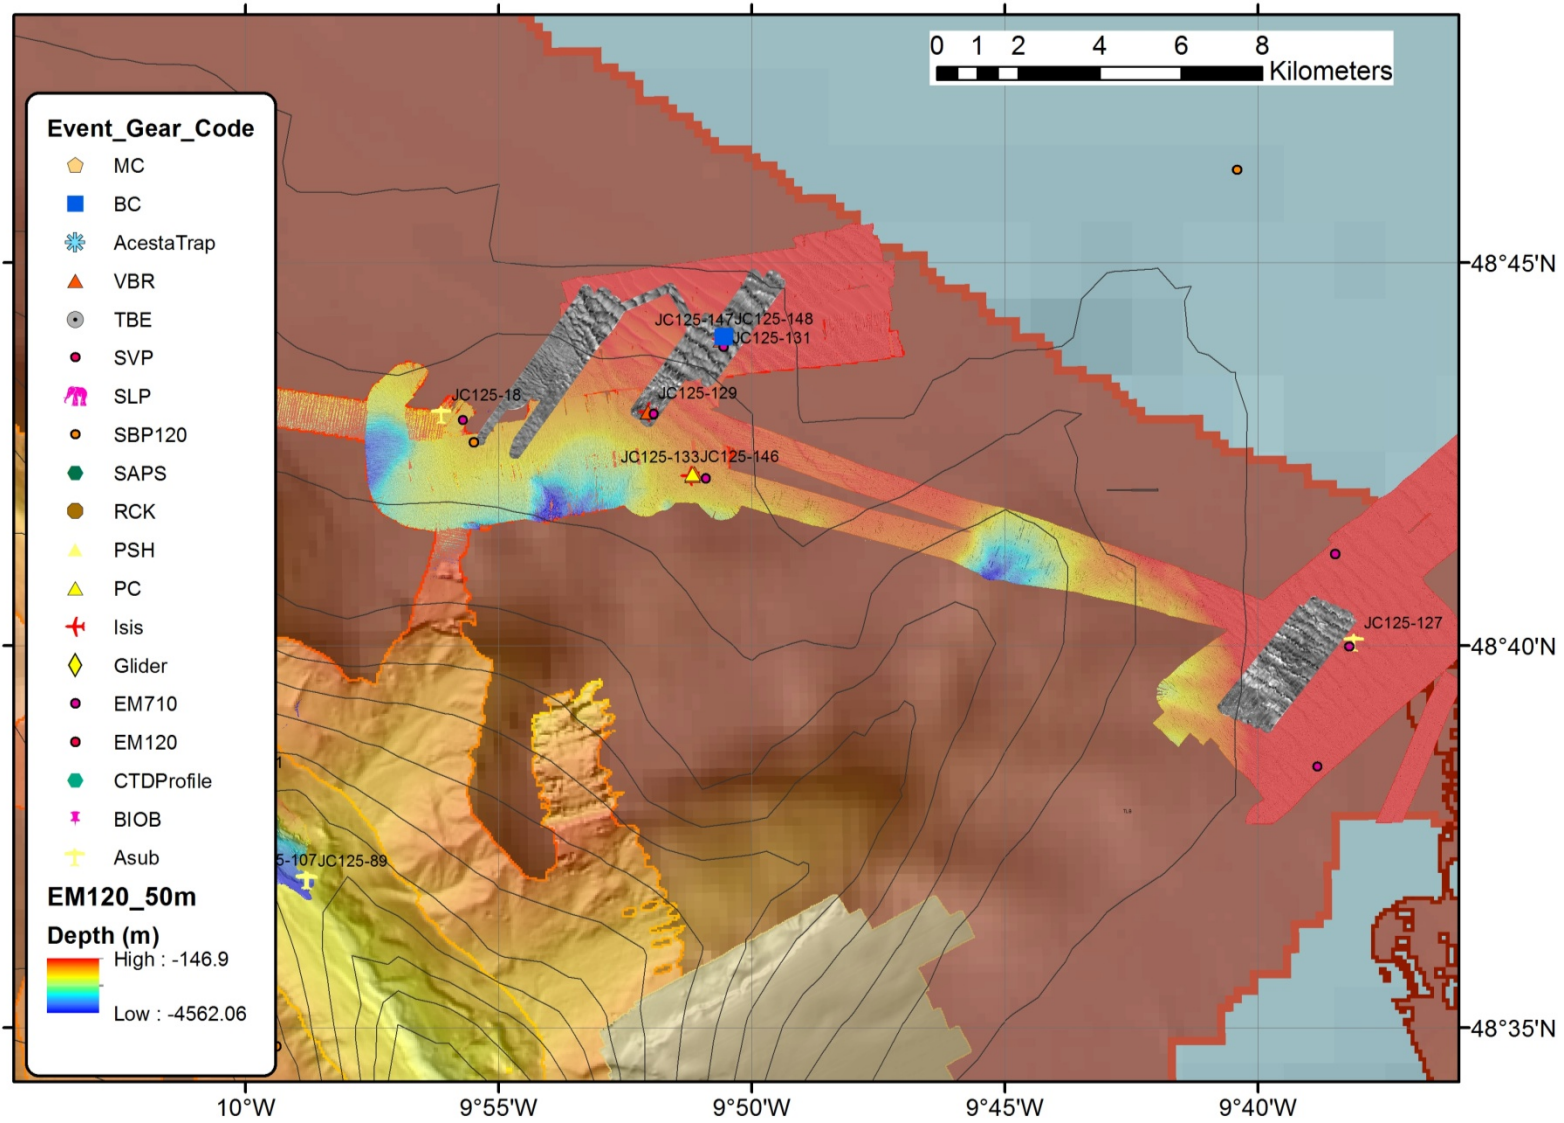 0 1 2 4 6 8
Kilometers
Event_Gear_Code
MC
BC
AcestaTrap
VBR
TBE
SVP
SLP
SBP120
SAPS
RCK
PSH
PC
Isis
Glider
EM710
EM120
CTDProfile
BIOB
Asub
EM120_50m
Depth (m)
High : -146.9
Low : -4562.06
JC125-147JC125-148
JC125-131
JC125-18
JC125-129
JC125-133JC125-146
JC125-127
5-107JC125-89
48°45'N
48°40'N
48°35'N
10°W 9°55'W 9°50'W 9°45'W 9°40'W